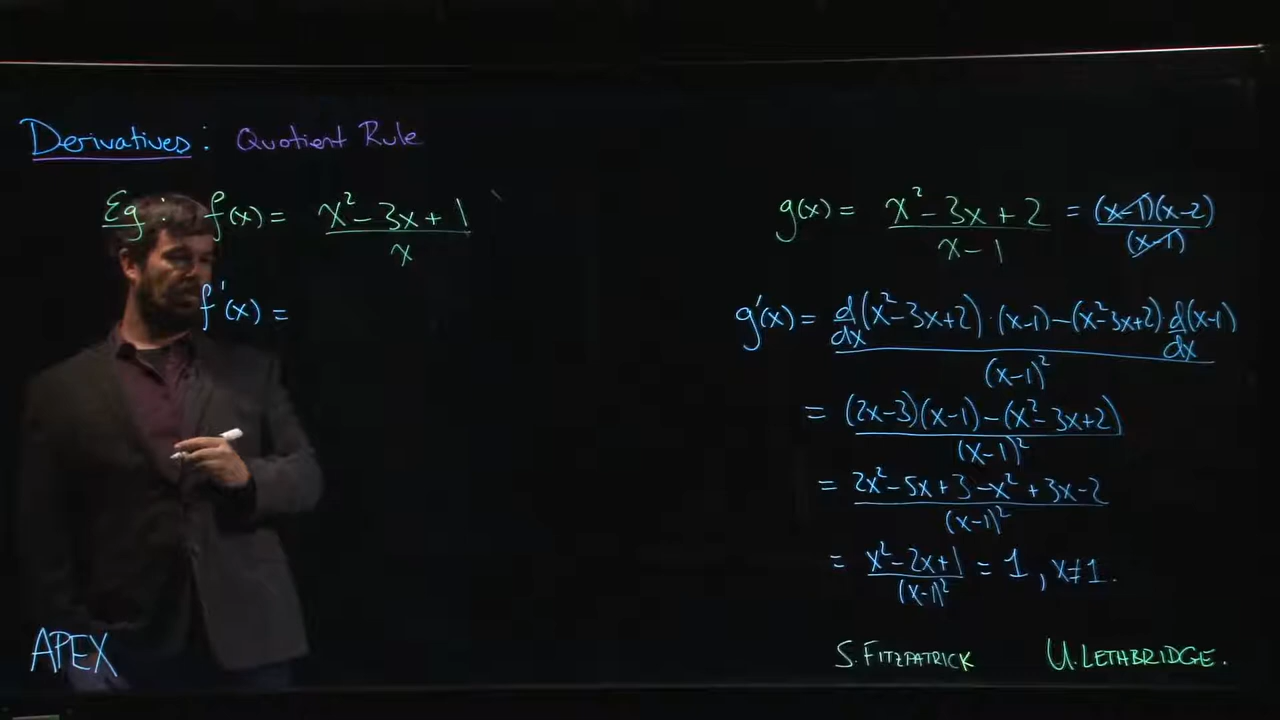 Derivatives: Quotient Rule
Eg: f(x) = (x² - 3x + 1)/x
f'(x) =
g(x) = (x² - 3x + 2)/(x - 1) = ((x-1)(x-2))/(x-1)
g'(x) = (d/dx(x² - 3x + 2) · (x-1) - (x² - 3x + 2) · d/dx(x-1))/(x-1)²
= ((2x-3)(x-1) - (x² - 3x + 2))/(x-1)²
= (2x² - 5x + 3 - x² + 3x - 2)/(x-1)²
= (x² - 2x + 1)/(x-1)² = 1, x ≠ 1.
APEX
S. FITZPATRICK U. LETHBRIDGE.